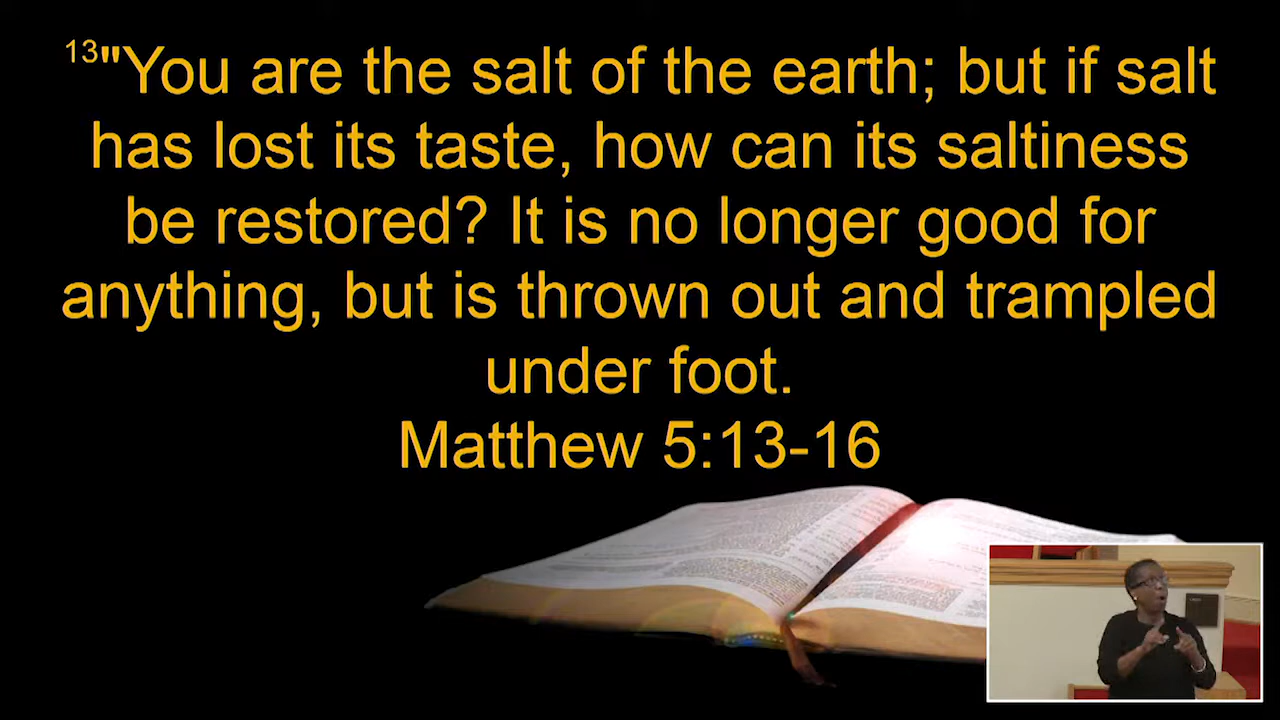 13"You are the salt of the earth; but if salt
has lost its taste, how can its saltiness
be restored? It is no longer good for
anything, but is thrown out and trampled
under foot.
Matthew 5:13-16